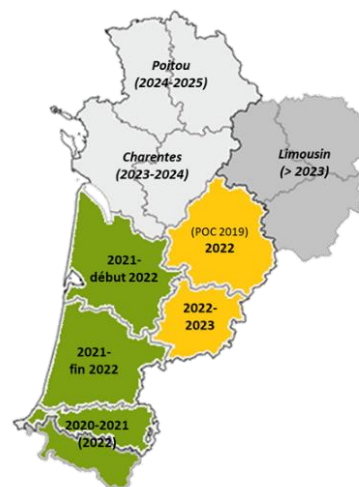 Poitou
(2024-2025)
Charentes
(2023-2024)
Limousin
(> 2023)
(POC 2019)
2022
2021-
début 2022
2022-
2023
2021-
fin 2022
2020-2021
(2022)